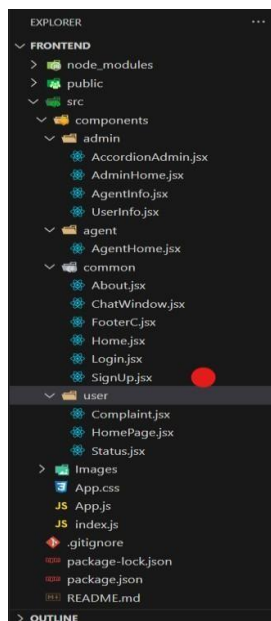 EXPLORER
FRONTEND
node_modules
public
src
components
admin
AccordionAdmin.jsx
AdminHome.jsx
AgentInfo.jsx
UserInfo.jsx
agent
AgentHome.jsx
common
About.jsx
ChatWindow.jsx
FooterC.jsx
Home.jsx
Login.jsx
SignUp.jsx
user
Complaint.jsx
HomePage.jsx
Status.jsx
Images
App.css
JS App.js
JS index.js
.gitignore
package-lock.json
package.json
README.md
OUTLINE